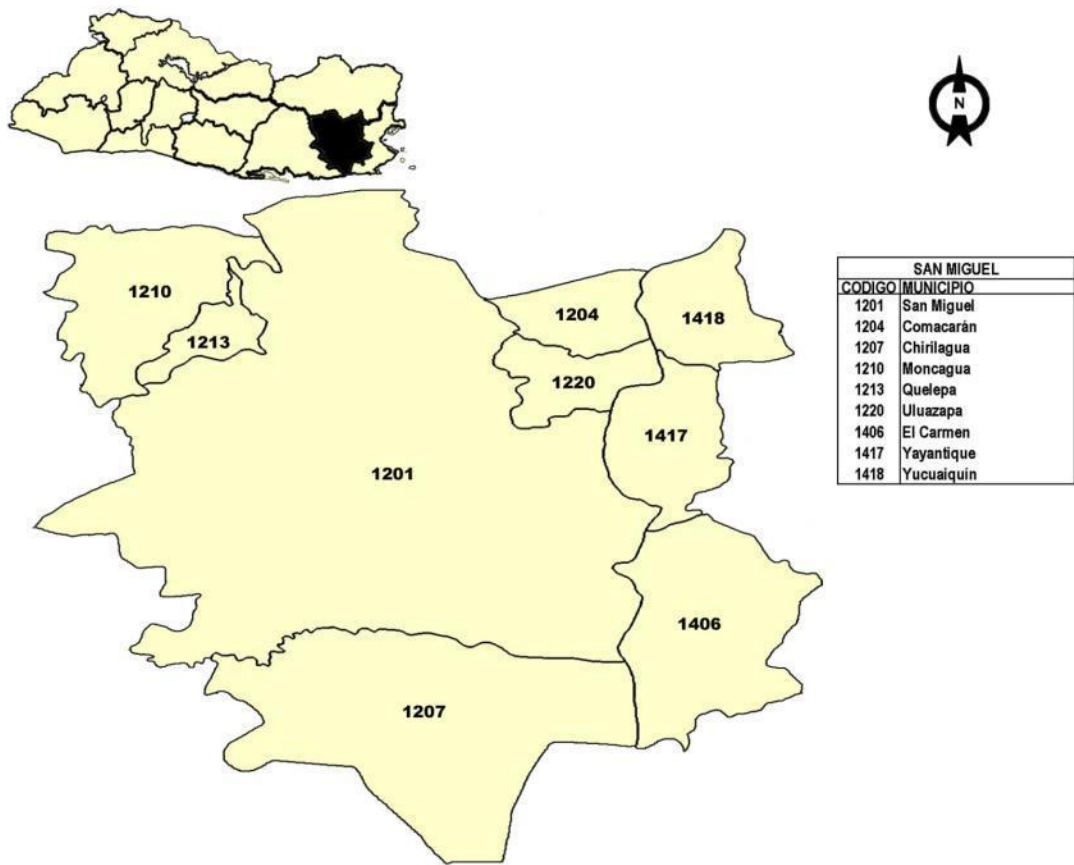 N
SAN MIGUEL
CODIGO MUNICIPIO
1201 San Miguel
1204 Comacarán
1207 Chirilagua
1210 Moncagua
1213 Quelepa
1220 Uluazapa
1406 El Carmen
1417 Yayantique
1418 Yucuaiquin
1210
1204
1418
1213
1220
1417
1201
1406
1207